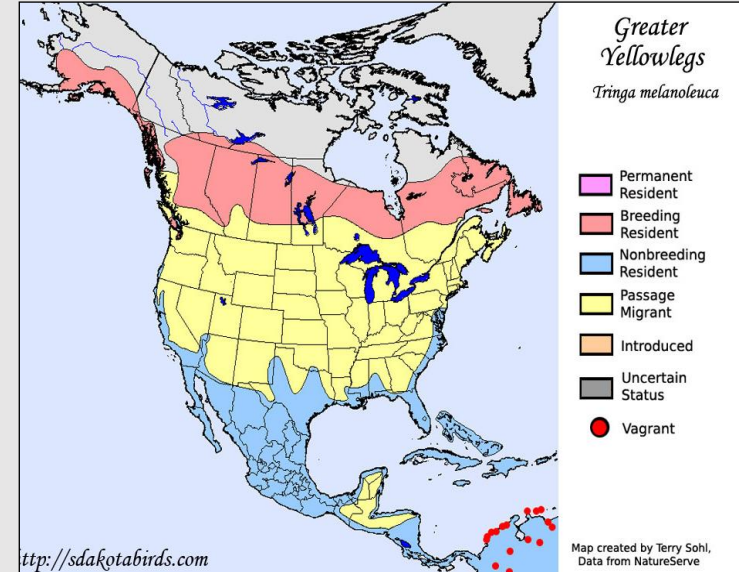 Greater
Yellowlegs
Tringa melanoleuca
Permanent
Resident
Breeding
Resident
Nonbreeding
Resident
Passage
Migrant
Introduced
Uncertain
Status
Vagrant
ttp://sdakotabirds.com
Map created by Terry Sohl,
Data from NatureServe